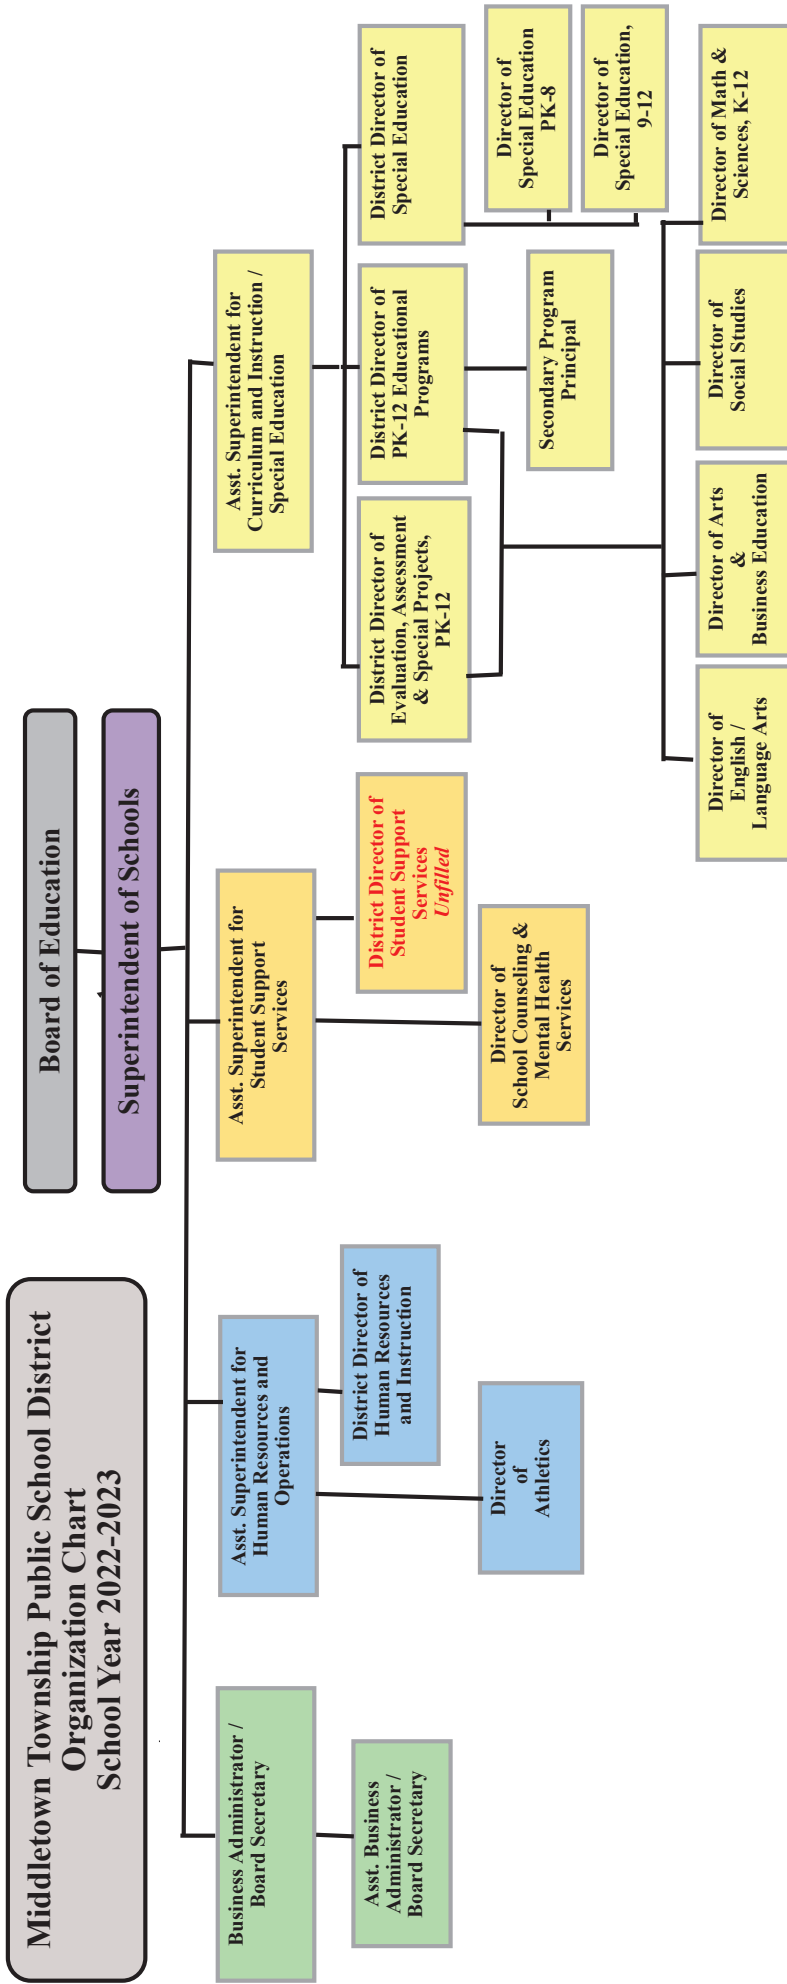 Middletown Township Public School District
Organization Chart
School Year 2022-2023
Board of Education
Superintendent of Schools
Business Administrator /
Board Secretary
Asst. Business
Administrator /
Board Secretary
Asst. Superintendent for
Human Resources and
Operations
District Director of
Human Resources
and Instruction
Director
of
Athletics
Asst. Superintendent for
Student Support
Services
District Director of
Student Support
Services
Unfilled
Director of
School Counseling &
Mental Health
Services
Asst. Superintendent for
Curriculum and Instruction /
Special Education
District Director of
Evaluation, Assessment
& Special Projects,
PK-12
District Director of
PK-12 Educational
Programs
District Director of
Special Education
Secondary Program
Principal
Director of
Special Education
PK-8
Director of
Special Education,
9-12
Director of
English /
Language Arts
Director of Arts
&
Business Education
Director of
Social Studies
Director of Math &
Sciences, K-12